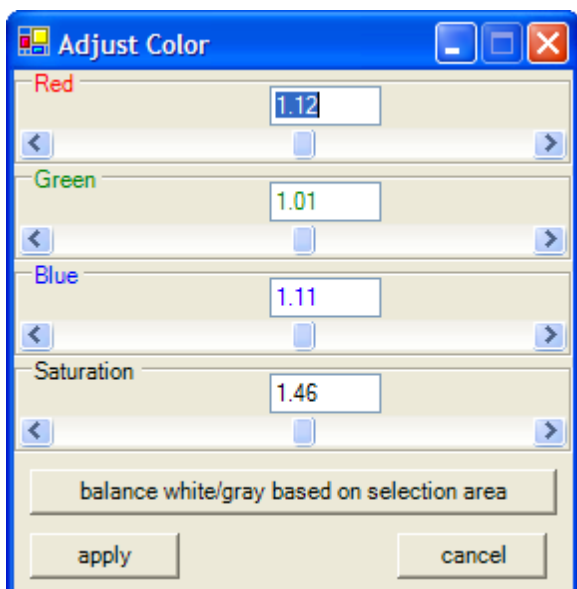 Adjust Color
Red
1.12
Green
1.01
Blue
1.11
Saturation
1.46
balance white/gray based on selection area
apply cancel